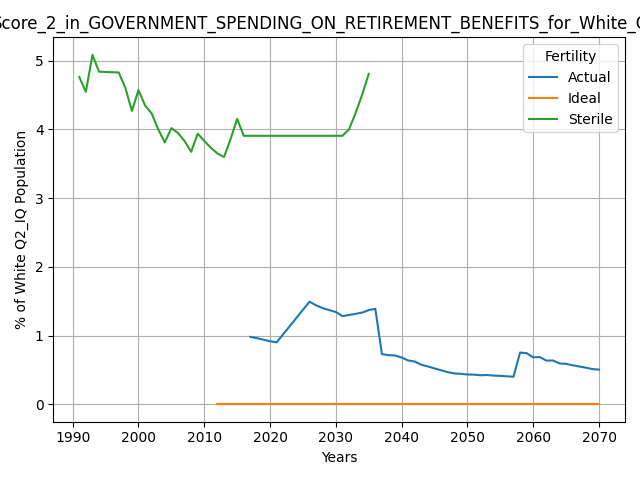 Score_2_in_GOVERNMENT_SPENDING_ON_RETIREMENT_BENEFITS_for_White_
Fertility
Actual
Ideal
Sterile
% of White Q2_IQ Population
5
4
3
2
1
0
1990 2000 2010 2020 2030 2040 2050 2060 2070
Years